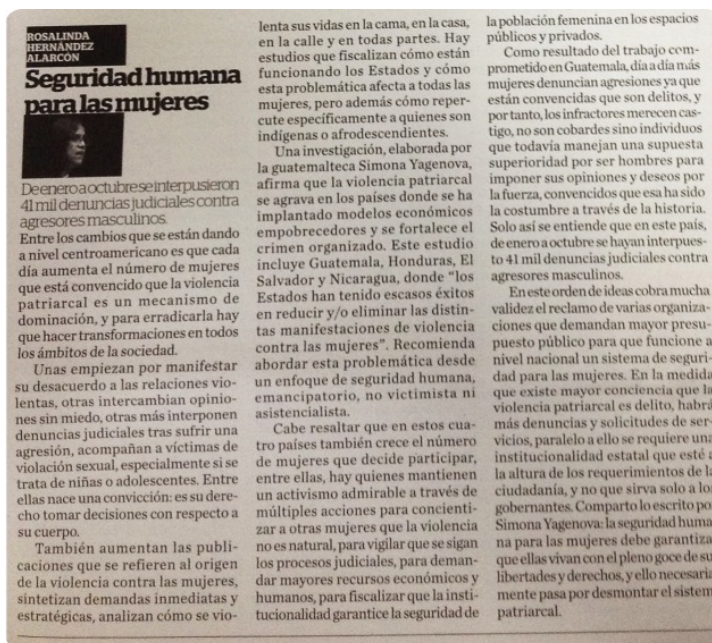 ROSALINDA
HERNÁNDEZ
ALARCÓN
Seguridad humana
para las mujeres
De enero a octubre se interpusieron
41 mil denuncias judiciales contra
agresores masculinos.
Entre los cambios que se están dando
a nivel centroamericano es que cada
día aumenta el número de mujeres
que está convencido que la violencia
patriarcal es un mecanismo de
dominación, y para erradicarla hay
que hacer transformaciones en todos
los ámbitos de la sociedad.
Unas empiezan por manifestar
su desacuerdo a las relaciones vio-
lentas, otras intercambian opinio-
nes sin miedo, otras más interponen
denuncias judiciales tras sufrir una
agresión, acompañan a víctimas de
violación sexual, especialmente si se
trata de niñas o adolescentes. Entre
ellas nace una convicción: es su dere-
cho tomar decisiones con respecto a
su cuerpo.
También aumentan las publi-
caciones que se refieren al origen
de la violencia contra las mujeres,
sintetizan demandas inmediatas y
estratégicas, analizan cómo se vio-
lenta sus vidas en la cama, en la casa,
en la calle y en todas partes. Hay
estudios que fiscalizan cómo están
funcionando los Estados y cómo
esta problemática afecta a todas las
mujeres, pero además cómo reper-
cute específicamente a quienes son
indígenas o afrodescendientes.
Una investigación, elaborada por
la guatemalteca Simona Yagenova,
afirma que la violencia patriarcal
se agrava en los países donde se ha
implantado modelos económicos
empobrecedores y se fortalece el
crimen organizado. Este estudio
incluye Guatemala, Honduras, El
Salvador y Nicaragua, donde “los
Estados han tenido escasos éxitos
en reducir y/o eliminar las distin-
tas manifestaciones de violencia
contra las mujeres”. Recomienda
abordar esta problemática desde
un enfoque de seguridad humana,
emancipatorio, no victimista ni
asistencialista.
Cabe resaltar que en estos cua-
tro países también crece el número
de mujeres que decide participar,
entre ellas, hay quienes mantienen
un activismo admirable a través de
múltiples acciones para concienti-
zar a otras mujeres que la violencia
no es natural, para vigilar que se sigan
los procesos judiciales, para deman-
dar mayores recursos económicos y
humanos, para fiscalizar que la insti-
tucionalidad garantice la seguridad de
la población femenina en los espacios
públicos y privados.
Como resultado del trabajo com-
prometido en Guatemala, día a día más
mujeres denuncian agresiones ya que
están convencidas que son delitos, y
por tanto, los infractores merecen cas-
tigo, no son cobardes sino individuos
que todavía manejan una supuesta
superioridad por ser hombres para
imponer sus opiniones y deseos por
la fuerza, convencidos que esa ha sido
la costumbre a través de la historia.
Solo así se entiende que en este país,
de enero a octubre se hayan interpues-
to 41 mil denuncias judiciales contra
agresores masculinos.
En este orden de ideas cobra mucha
validez el reclamo de varias organiza-
ciones que demandan mayor presu-
puesto público para que funcione a
nivel nacional un sistema de seguri-
dad para las mujeres. En la medida
que existe mayor conciencia que la
violencia patriarcal es delito, habrá
más denuncias y solicitudes de ser-
vicios, paralelo a ello se requiere una
institucionalidad estatal que esté a
la altura de los requerimientos de la
ciudadanía, y no que sirva solo a los
gobernantes. Comparto lo escrito por
Simona Yagenova: la seguridad huma-
na para las mujeres debe garantiza
que ellas vivan con el pleno goce de su
libertades y derechos, y ello necesaria
mente pasa por desmontar el sistem
patriarcal.